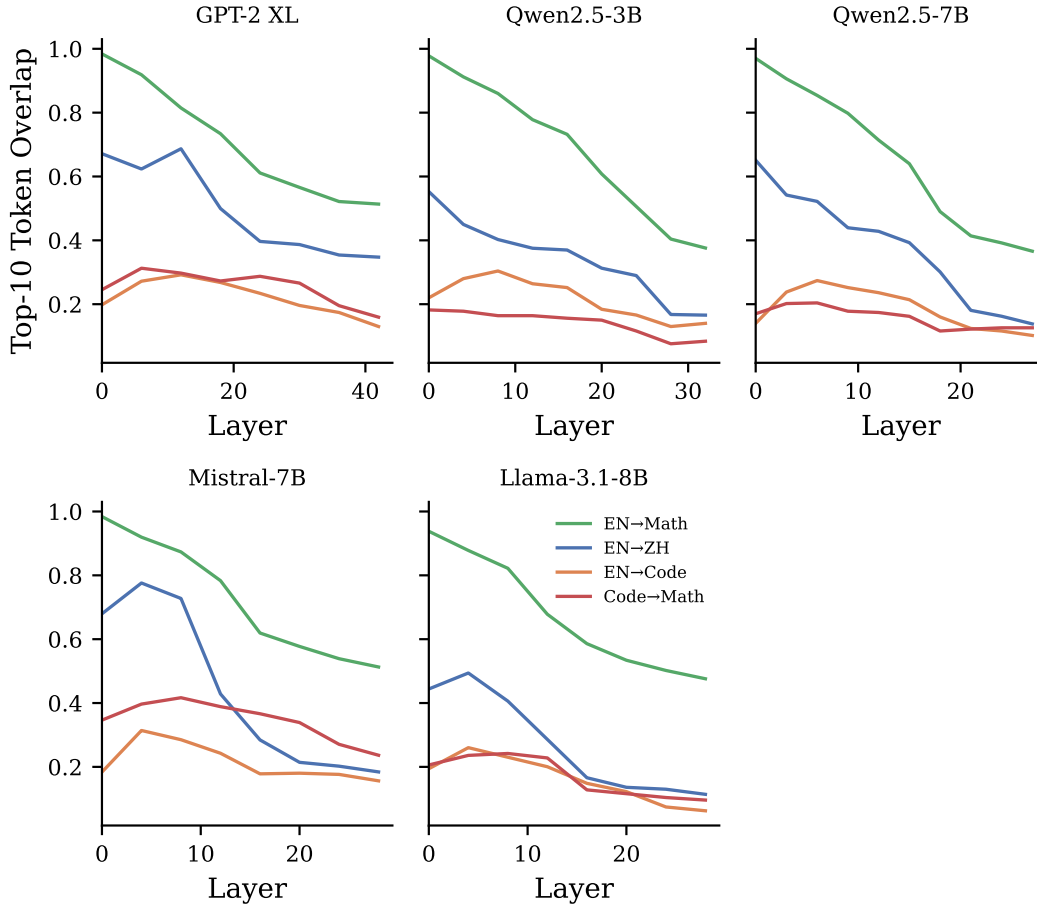 GPT-2 XL
Qwen2.5-3B
Qwen2.5-7B
Top-10 Token Overlap
1.0
0.8
0.6
0.4
0.2
0 20 40
0 10 20 30
0 10 20
Layer
Layer
Layer
Mistral-7B
Llama-3.1-8B
1.0
0.8
0.6
0.4
0.2
EN→Math
EN→ZH
EN→Code
Code→Math
0 10 20
0 10 20
Layer
Layer